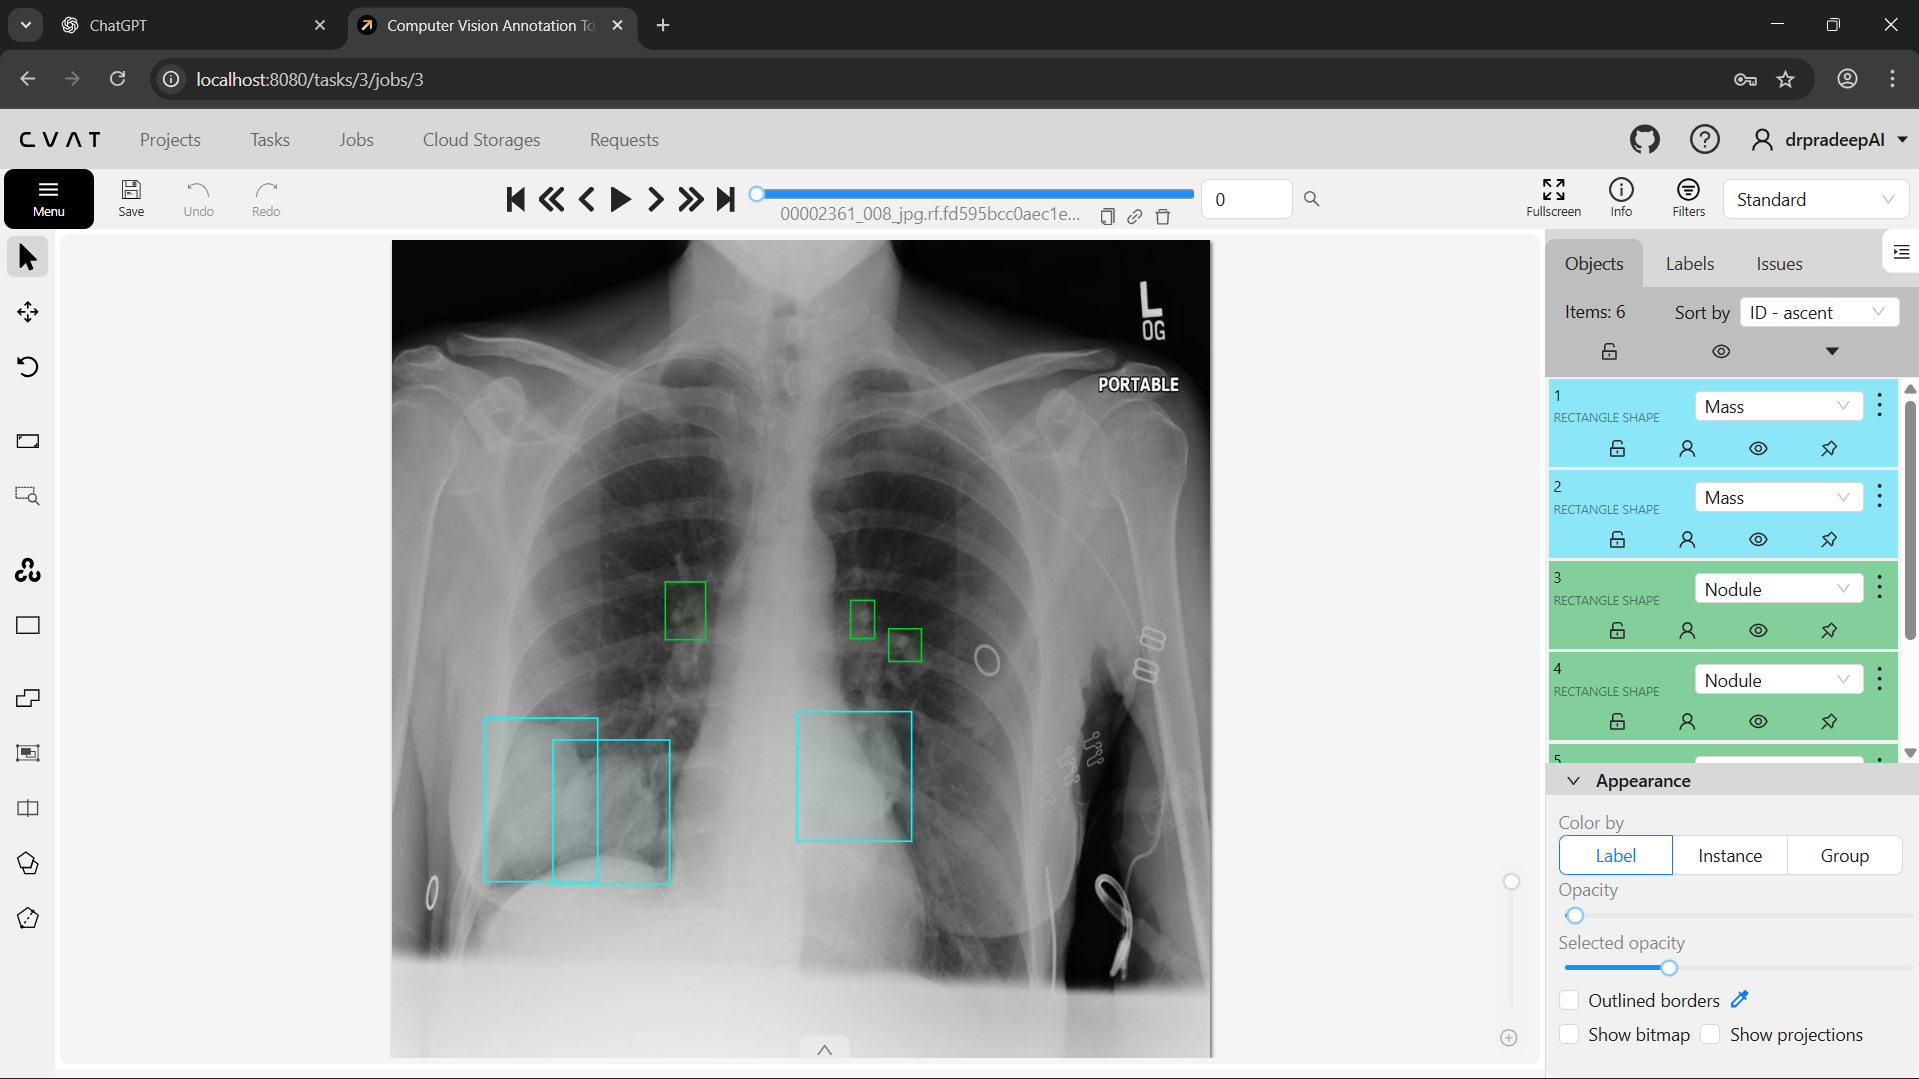 ChatGPT
Computer Vision Annotation To
localhost:8080/tasks/3/jobs/3
CVAT
Projects
Tasks
Jobs
Cloud Storages
Requests
drpradeepAI
Menu
Save
Undo
Redo
00002361_008_jpg.rf.fd595bcc0aec1e...
0
Fullscreen
Info
Filters
Standard
L
OG
PORTABLE
Objects
Labels
Issues
Items: 6
Sort by
ID - ascent
1
RECTANGLE SHAPE
Mass
2
RECTANGLE SHAPE
Mass
3
RECTANGLE SHAPE
Nodule
4
RECTANGLE SHAPE
Nodule
5
Appearance
Color by
Label
Instance
Group
Opacity
Selected opacity
Outlined borders
Show bitmap
Show projections